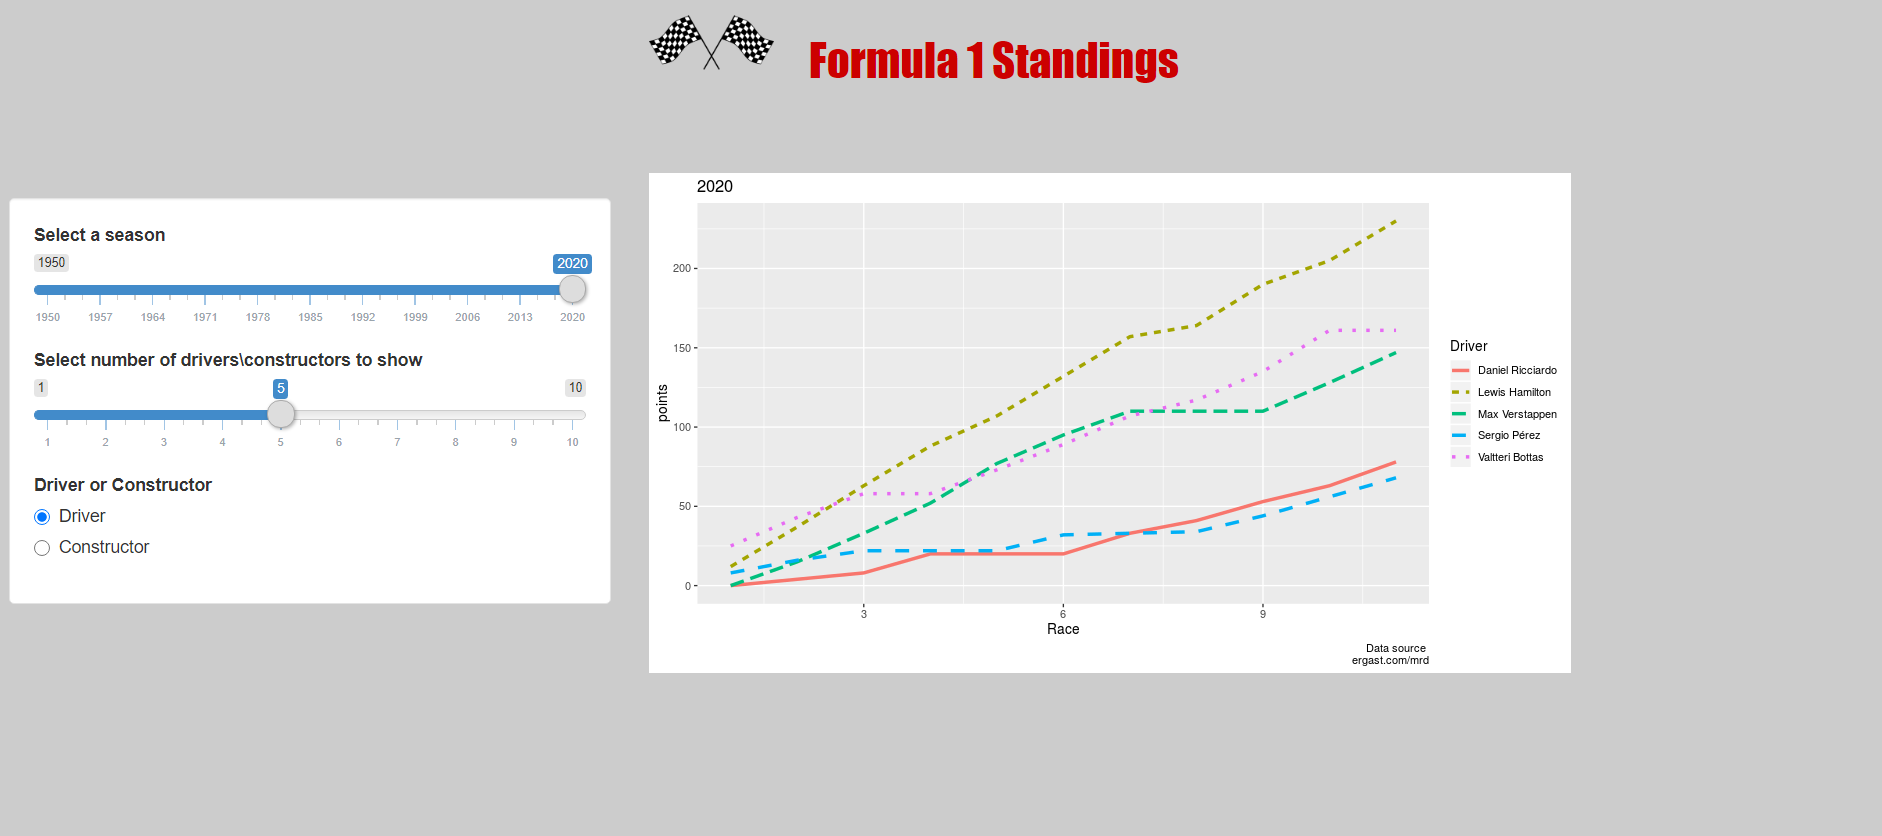 Formula 1 Standings
Select a season
1950
2020
1950 1957 1964 1971 1978 1985 1992 1999 2006 2013 2020
Select number of drivers\constructors to show
1
5
10
1 2 3 4 5 6 7 8 9 10
Driver or Constructor
Driver
Constructor
2020
points
200
150
100
50
0
3 6 9
Race
Data source
ergast.com/mrd
Driver
Daniel Ricciardo
Lewis Hamilton
Max Verstappen
Sergio Pérez
Valtteri Bottas